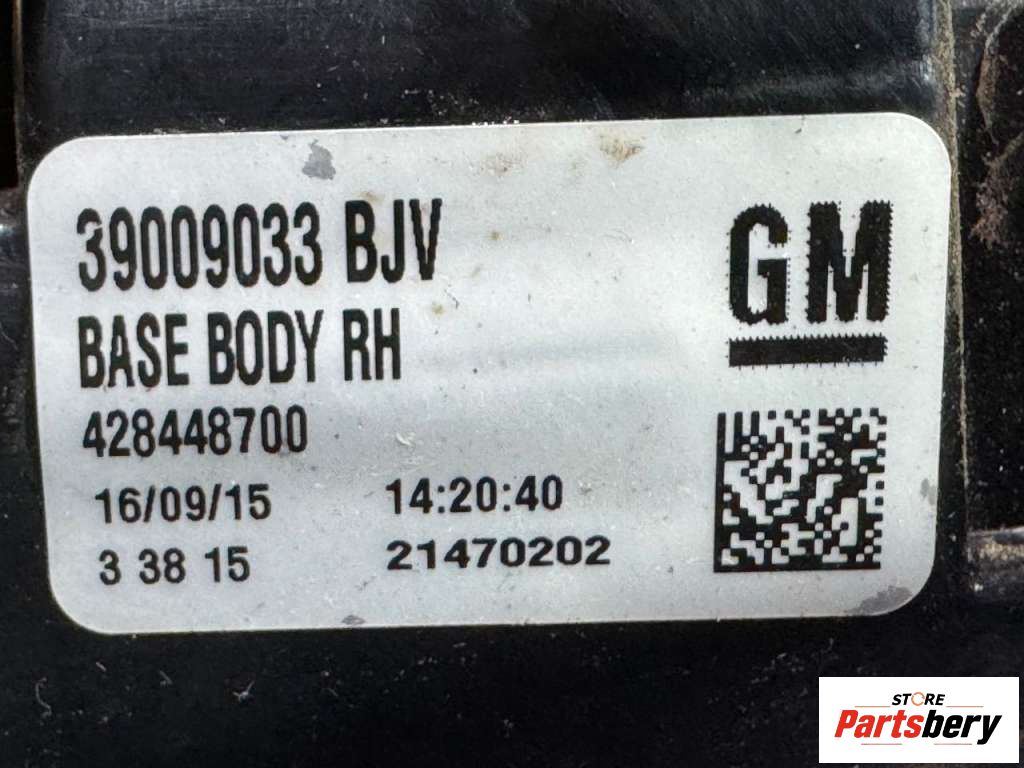 39009033 BJV
GM
BASE BODY RH
428448700
16/09/15 14:20:40
3 38 15 21470202
STORE
Partsbery